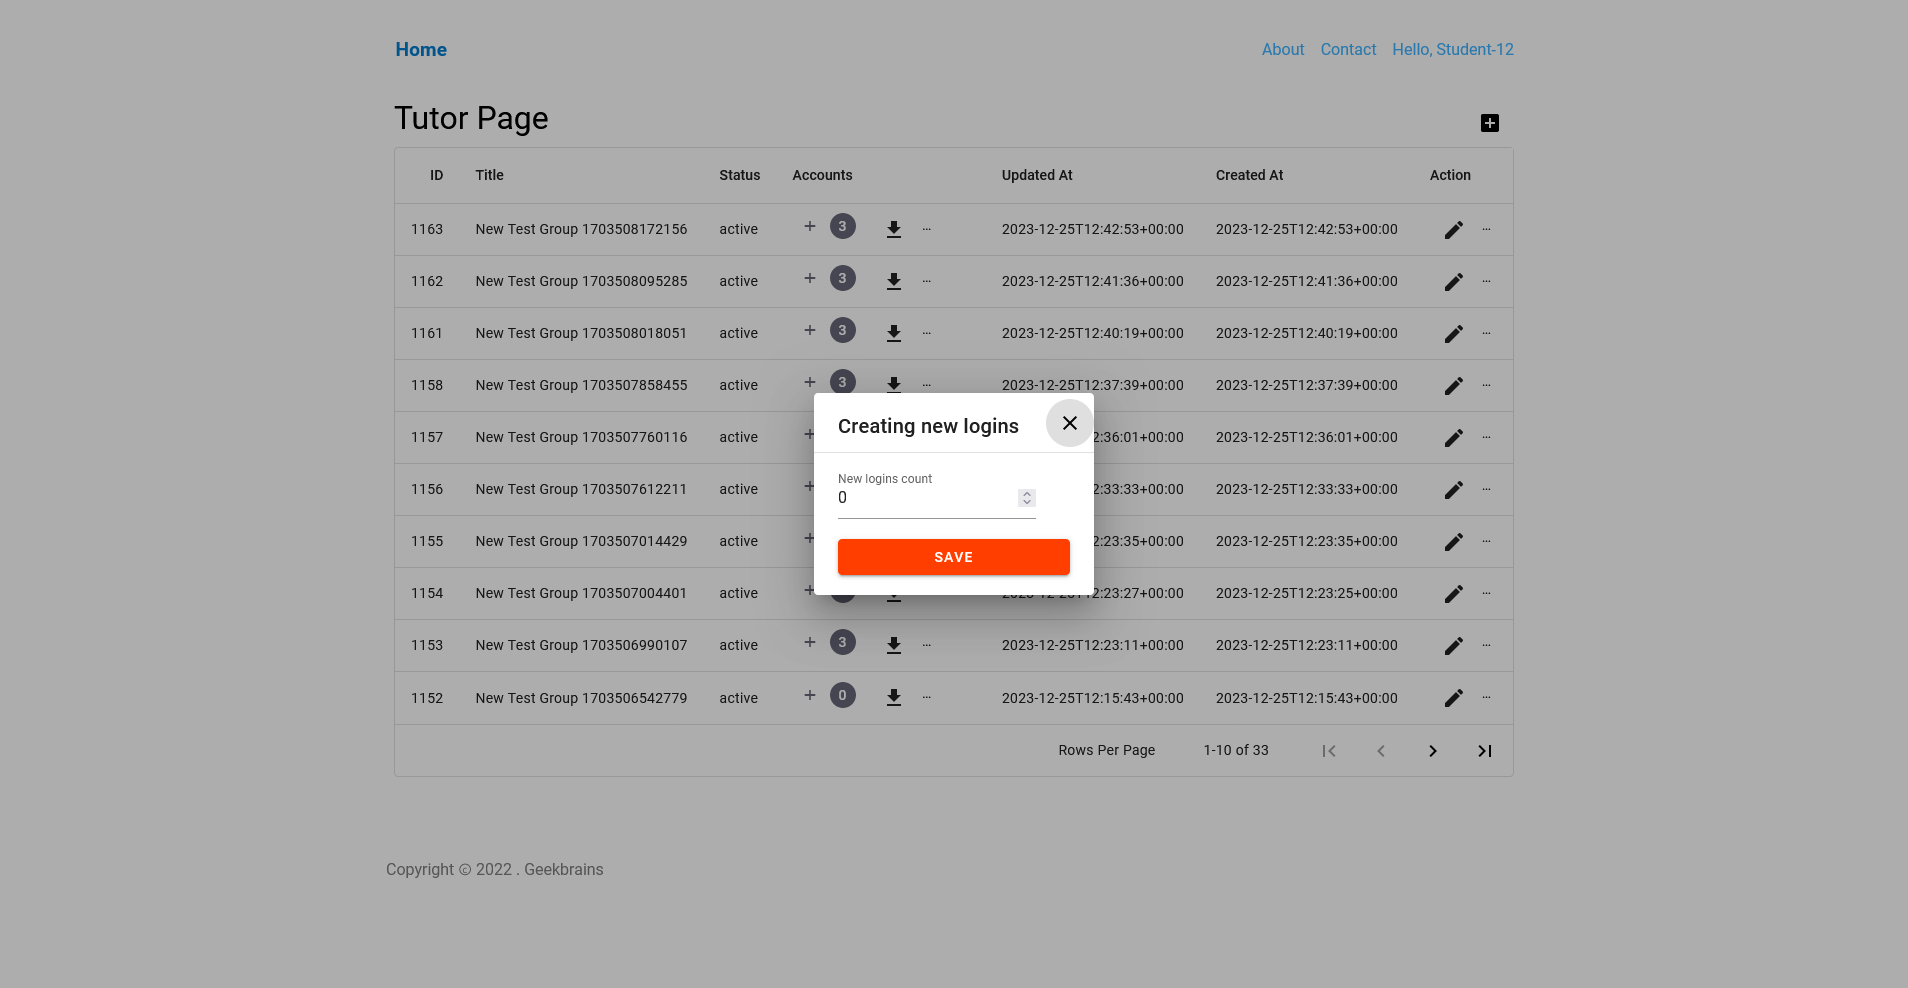 Home About Contact Hello, Student-12
Tutor Page
ID Title Status Accounts Updated At Created At Action
1163 New Test Group 1703508172156 active + 3 ... 2023-12-25T12:42:53+00:00 2023-12-25T12:42:53+00:00 ...
1162 New Test Group 1703508095285 active + 3 ... 2023-12-25T12:41:36+00:00 2023-12-25T12:41:36+00:00 ...
1161 New Test Group 1703508018051 active + 3 ... 2023-12-25T12:40:19+00:00 2023-12-25T12:40:19+00:00 ...
1158 New Test Group 1703507858455 active + 3 ... 2023-12-25T12:37:39+00:00 2023-12-25T12:37:39+00:00 ...
1157 New Test Group 1703507760116 active + 2:36:01+00:00 2023-12-25T12:36:01+00:00 ...
1156 New Test Group 1703507612211 active + 2:33:33+00:00 2023-12-25T12:33:33+00:00 ...
1155 New Test Group 1703507014429 active + 2:23:35+00:00 2023-12-25T12:23:35+00:00 ...
1154 New Test Group 1703507004401 active + 2:23:27+00:00 2023-12-25T12:23:25+00:00 ...
1153 New Test Group 1703506990107 active + 3 ... 2023-12-25T12:23:11+00:00 2023-12-25T12:23:11+00:00 ...
1152 New Test Group 1703506542779 active + 0 ... 2023-12-25T12:15:43+00:00 2023-12-25T12:15:43+00:00 ...
Creating new logins
New logins count
0
SAVE
Rows Per Page 1-10 of 33
Copyright © 2022 . Geekbrains